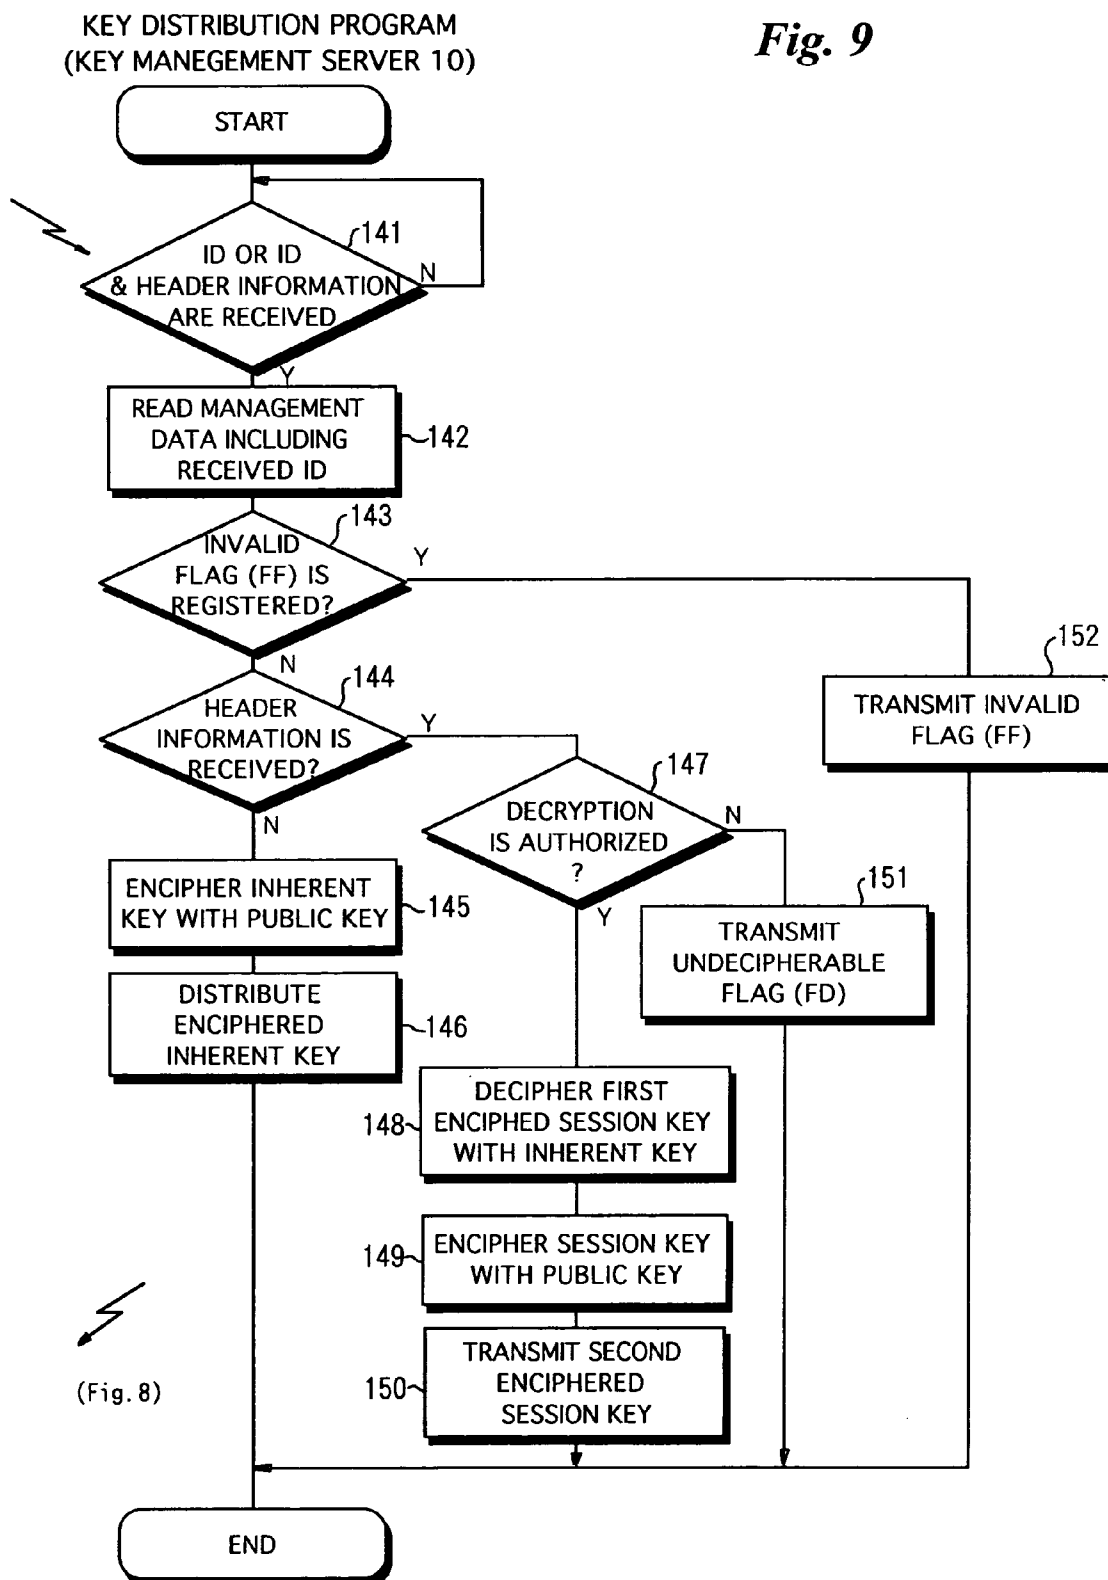 KEY DISTRIBUTION PROGRAM
(KEY MANEGEMENT SERVER 10)
Fig. 9
START
141
ID OR ID
& HEADER INFORMATION
ARE RECEIVED
N
Y
READ MANAGEMENT
DATA INCLUDING
RECEIVED ID
142
143
INVALID
FLAG (FF) IS
REGISTERED?
Y
N
152
TRANSMIT INVALID
FLAG (FF)
144
HEADER
INFORMATION IS
RECEIVED?
Y
N
147
DECRYPTION
IS AUTHORIZED
?
N
Y
ENCIPHER INHERENT
KEY WITH PUBLIC KEY
145
151
TRANSMIT
UNDECIPHERABLE
FLAG (FD)
DISTRIBUTE
ENCIPHERED
INHERENT KEY
146
DECIPHER FIRST
ENCIPHED SESSION KEY
WITH INHERENT KEY
148
ENCIPHER SESSION KEY
WITH PUBLIC KEY
149
TRANSMIT SECOND
ENCIPHERED
SESSION KEY
150
(Fig. 8)
END